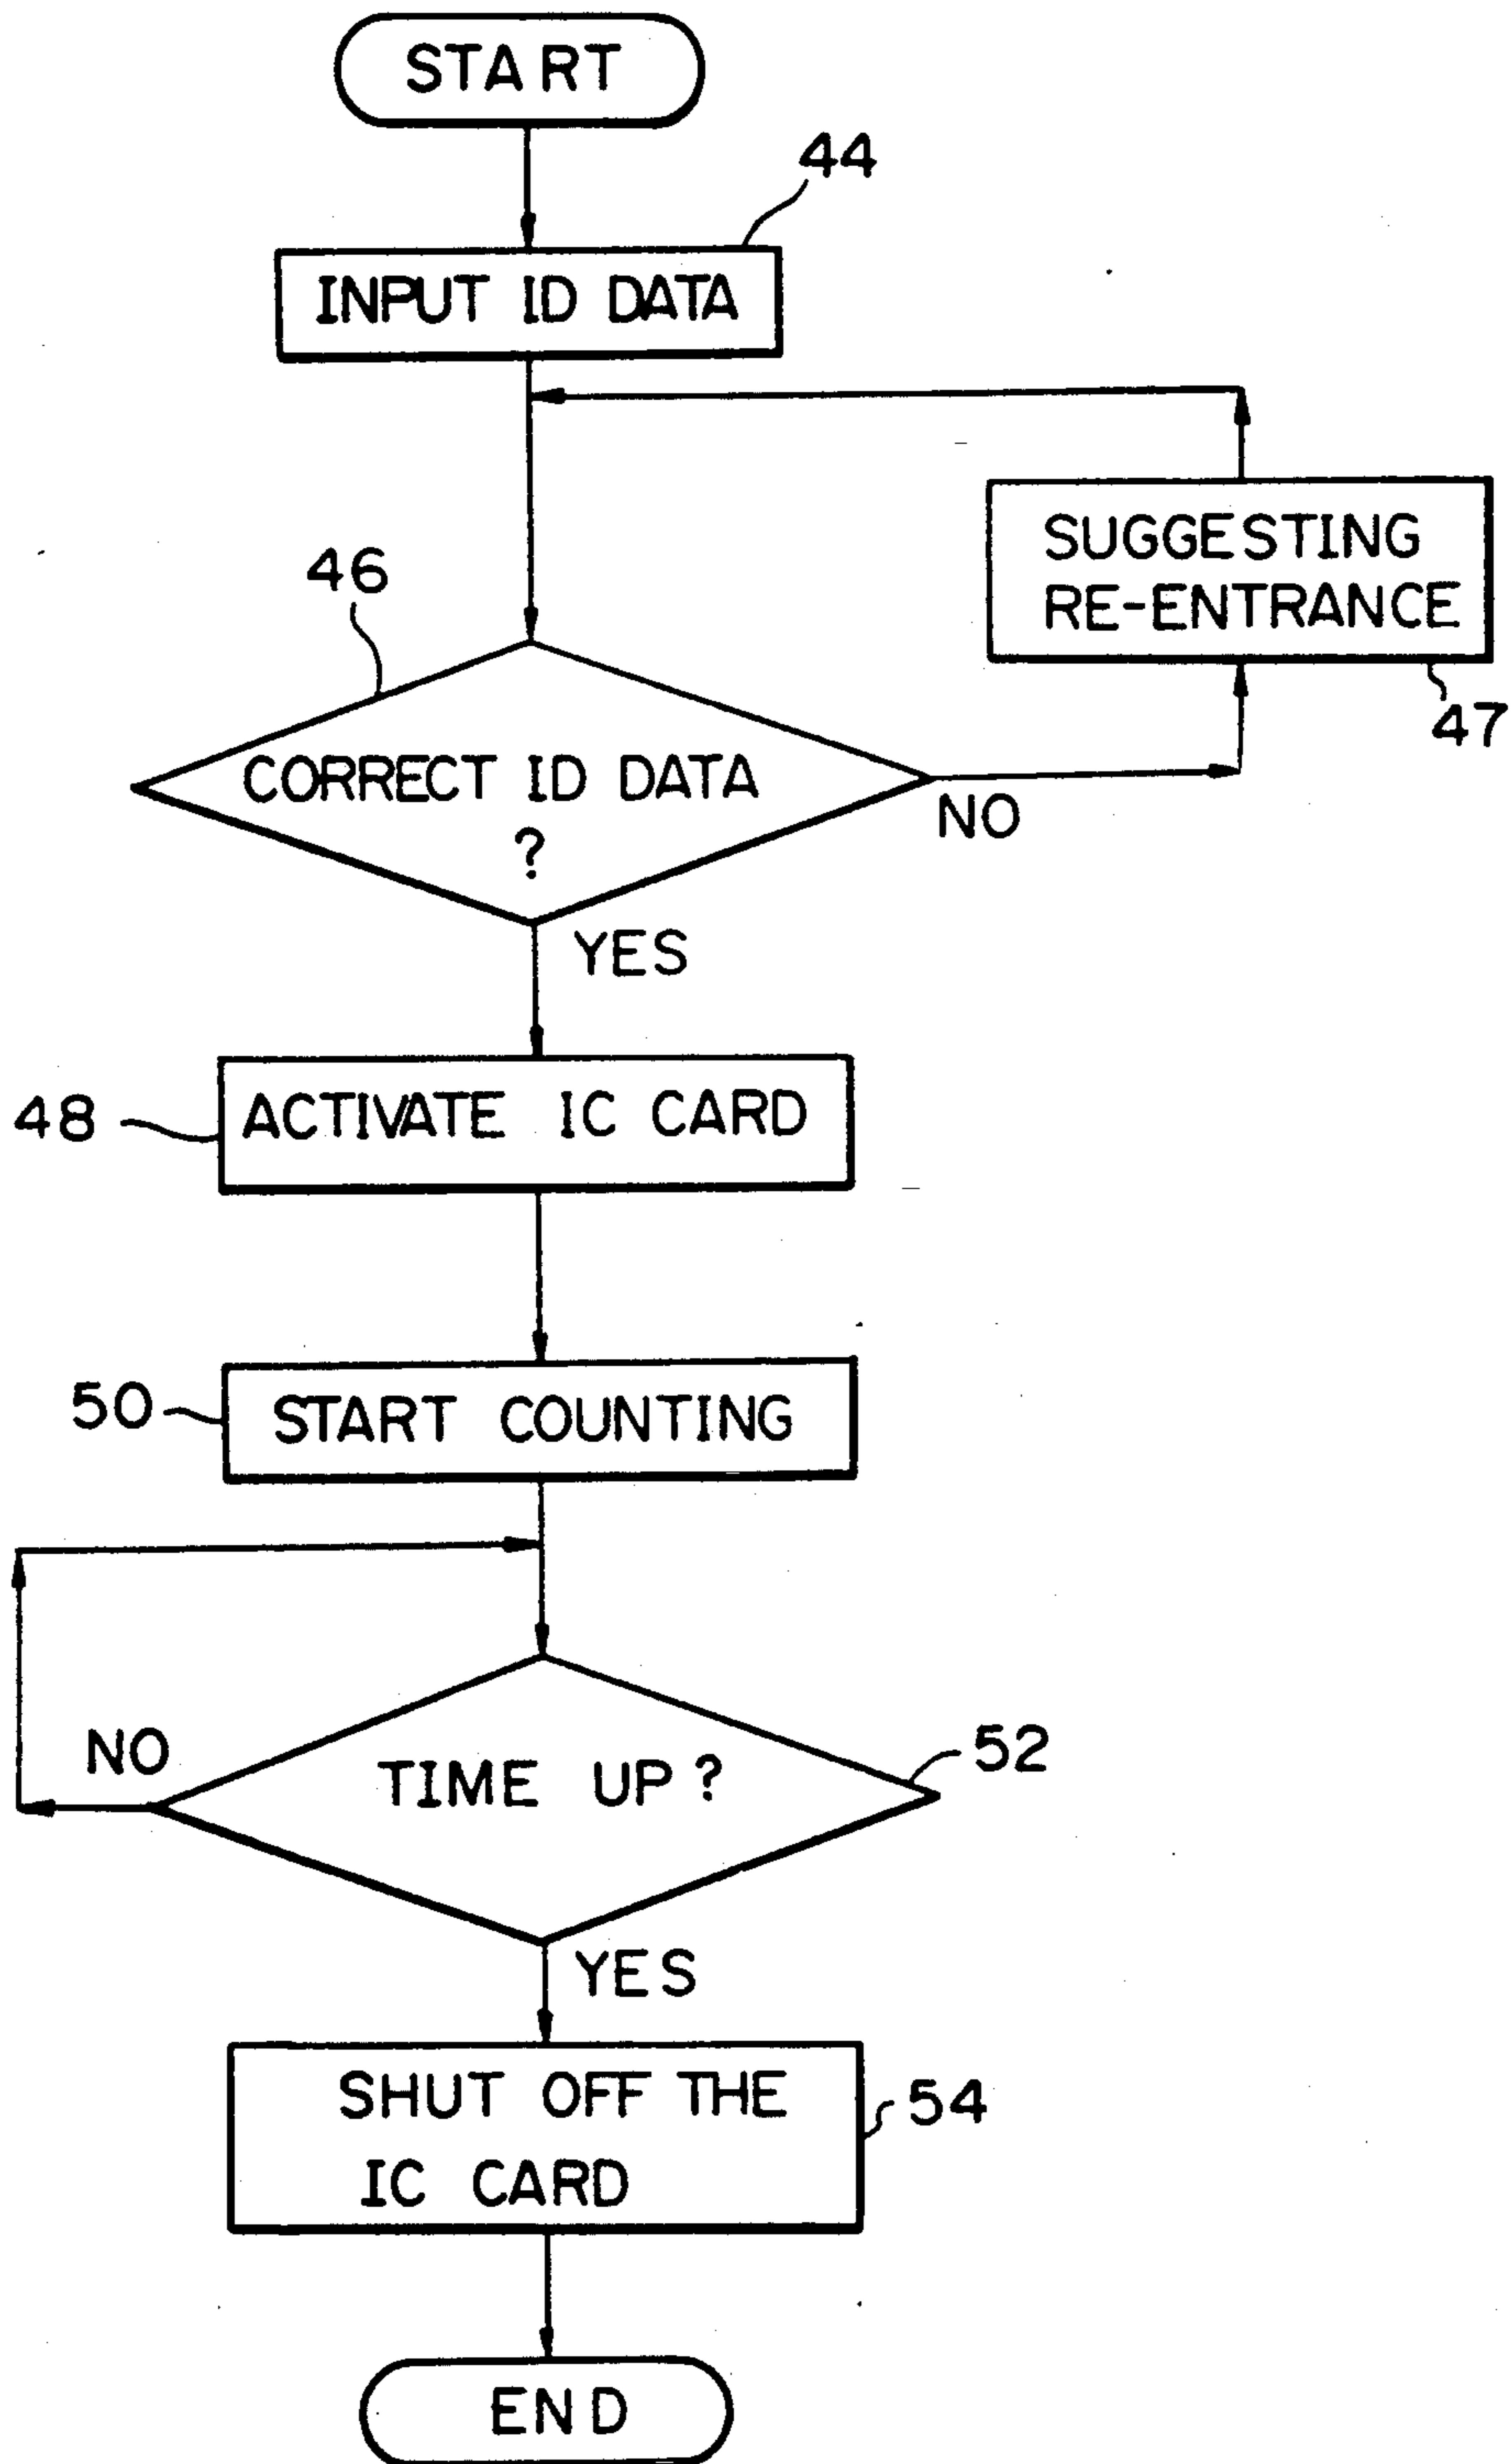 START
44
INPUT ID DATA
SUGGESTING
RE-ENTRANCE
47
46
CORRECT ID DATA
?
NO
YES
48
ACTIVATE IC CARD
50
START COUNTING
NO
TIME UP?
52
YES
SHUT OFF THE
IC CARD
54
END